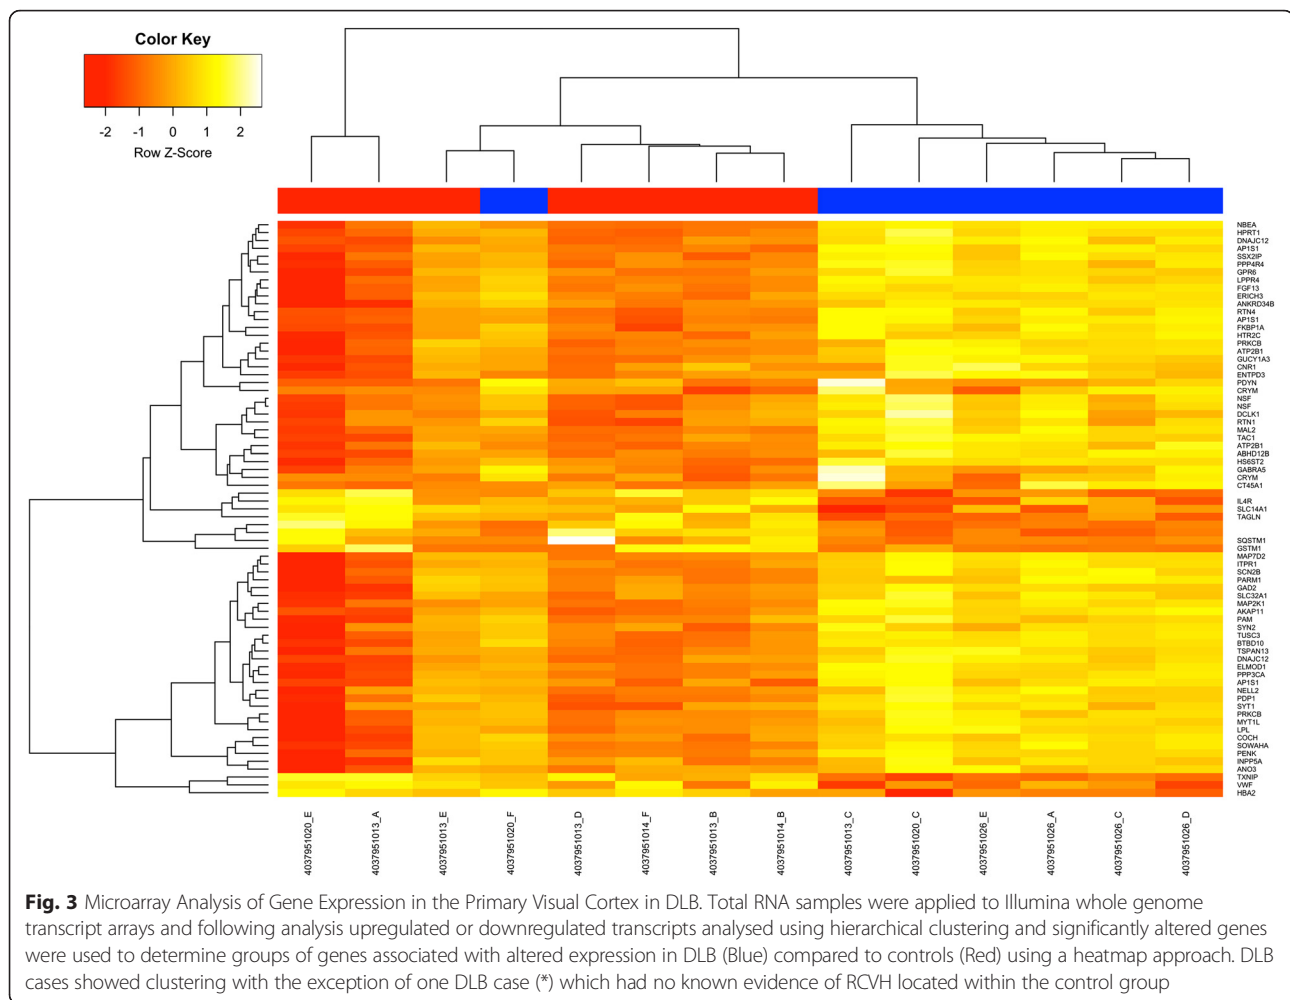 Color Key
-2 -1 0 1 2
Row Z-Score
NBEA
HPRT1
DNAJC12
AP1S1
SSX2IP
PPP4R4
GPR6
LPPR4
FGF13
ERICH3
ANKRD34B
RTN4
AP1S1
FKBP1A
HTR2C
PRKCB
ATP2B1
GUCY1A3
CNR1
ENTPD3
PDYN
CRYM
NSF
NSF
DCLK1
RTN1
MAL2
TAC1
ATP2B1
ABHD12B
HS6ST2
GABRA5
CRYM
CT45A1
IL4R
SLC14A1
TAGLN
SQSTM1
GSTM1
MAP7D2
ITPR1
SCN2B
PARM1
GAD2
SLC32A1
MAP2K1
AKAP11
PAM
SYN2
TUSC3
BTBD10
TSPAN13
DNAJC12
ELMOD1
PPP3CA
AP1S1
NELL2
PDP1
SYT1
PRKCB
MYT1L
LPL
COCH
SOWAHA
PENK
INPP5A
ANO3
TXNIP
VWF
HBA2
4037951020_E
4037951013_A
4037951013_E
4037951020_F
4037951013_D
4037951014_F
4037951013_B
4037951014_B
4037951013_C
4037951020_C
4037951026_E
4037951026_A
4037951026_C
4037951026_D
Fig. 3 Microarray Analysis of Gene Expression in the Primary Visual Cortex in DLB. Total RNA samples were applied to Illumina whole genome
transcript arrays and following analysis upregulated or downregulated transcripts analysed using hierarchical clustering and significantly altered genes
were used to determine groups of genes associated with altered expression in DLB (Blue) compared to controls (Red) using a heatmap approach. DLB
cases showed clustering with the exception of one DLB case (*) which had no known evidence of RCVH located within the control group